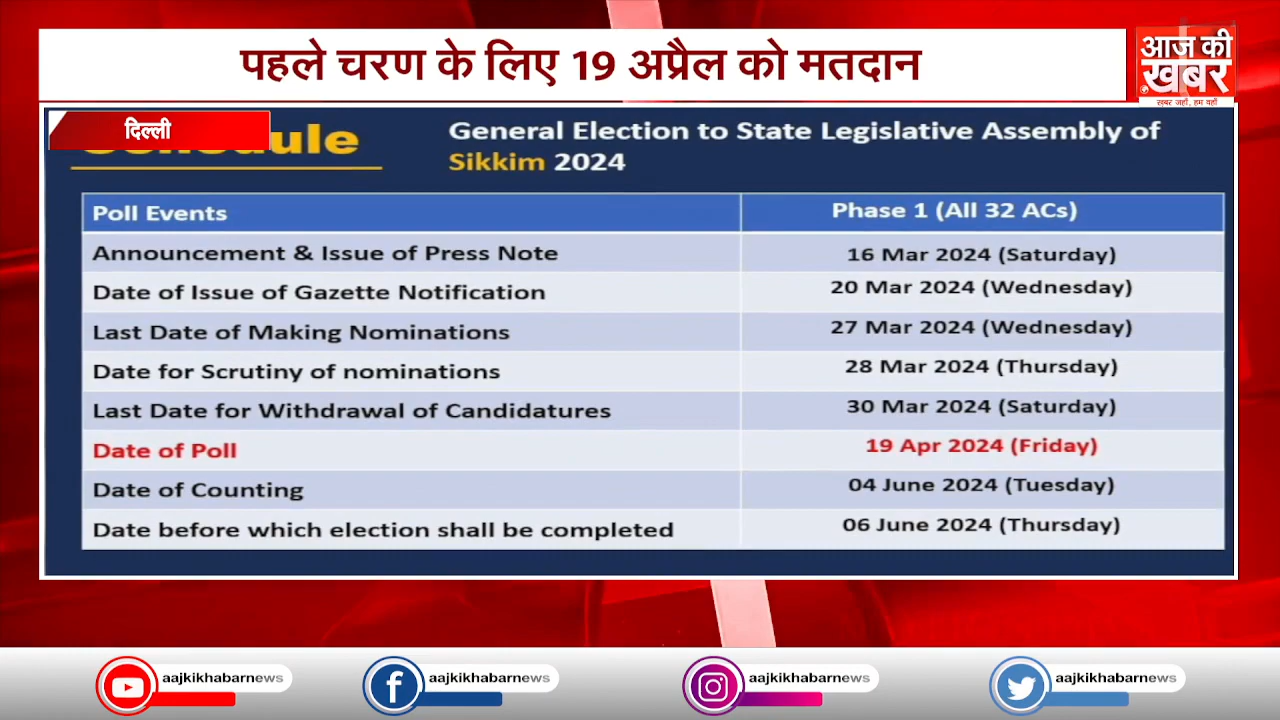 पहले चरण के लिए 19 अप्रैल को मतदान
आज की
ख़बर
ख़बर जहाँ, हम वहाँ
दिल्ली
General Election to State Legislative Assembly of
Sikkim 2024
Poll Events Phase 1 (All 32 ACs)
Announcement & Issue of Press Note 16 Mar 2024 (Saturday)
Date of Issue of Gazette Notification 20 Mar 2024 (Wednesday)
Last Date of Making Nominations 27 Mar 2024 (Wednesday)
Date for Scrutiny of nominations 28 Mar 2024 (Thursday)
Last Date for Withdrawal of Candidatures 30 Mar 2024 (Saturday)
Date of Poll 19 Apr 2024 (Friday)
Date of Counting 04 June 2024 (Tuesday)
Date before which election shall be completed 06 June 2024 (Thursday)
aajkikhabarnews aajkikhabarnews aajkikhabarnews aajkikhabarnews